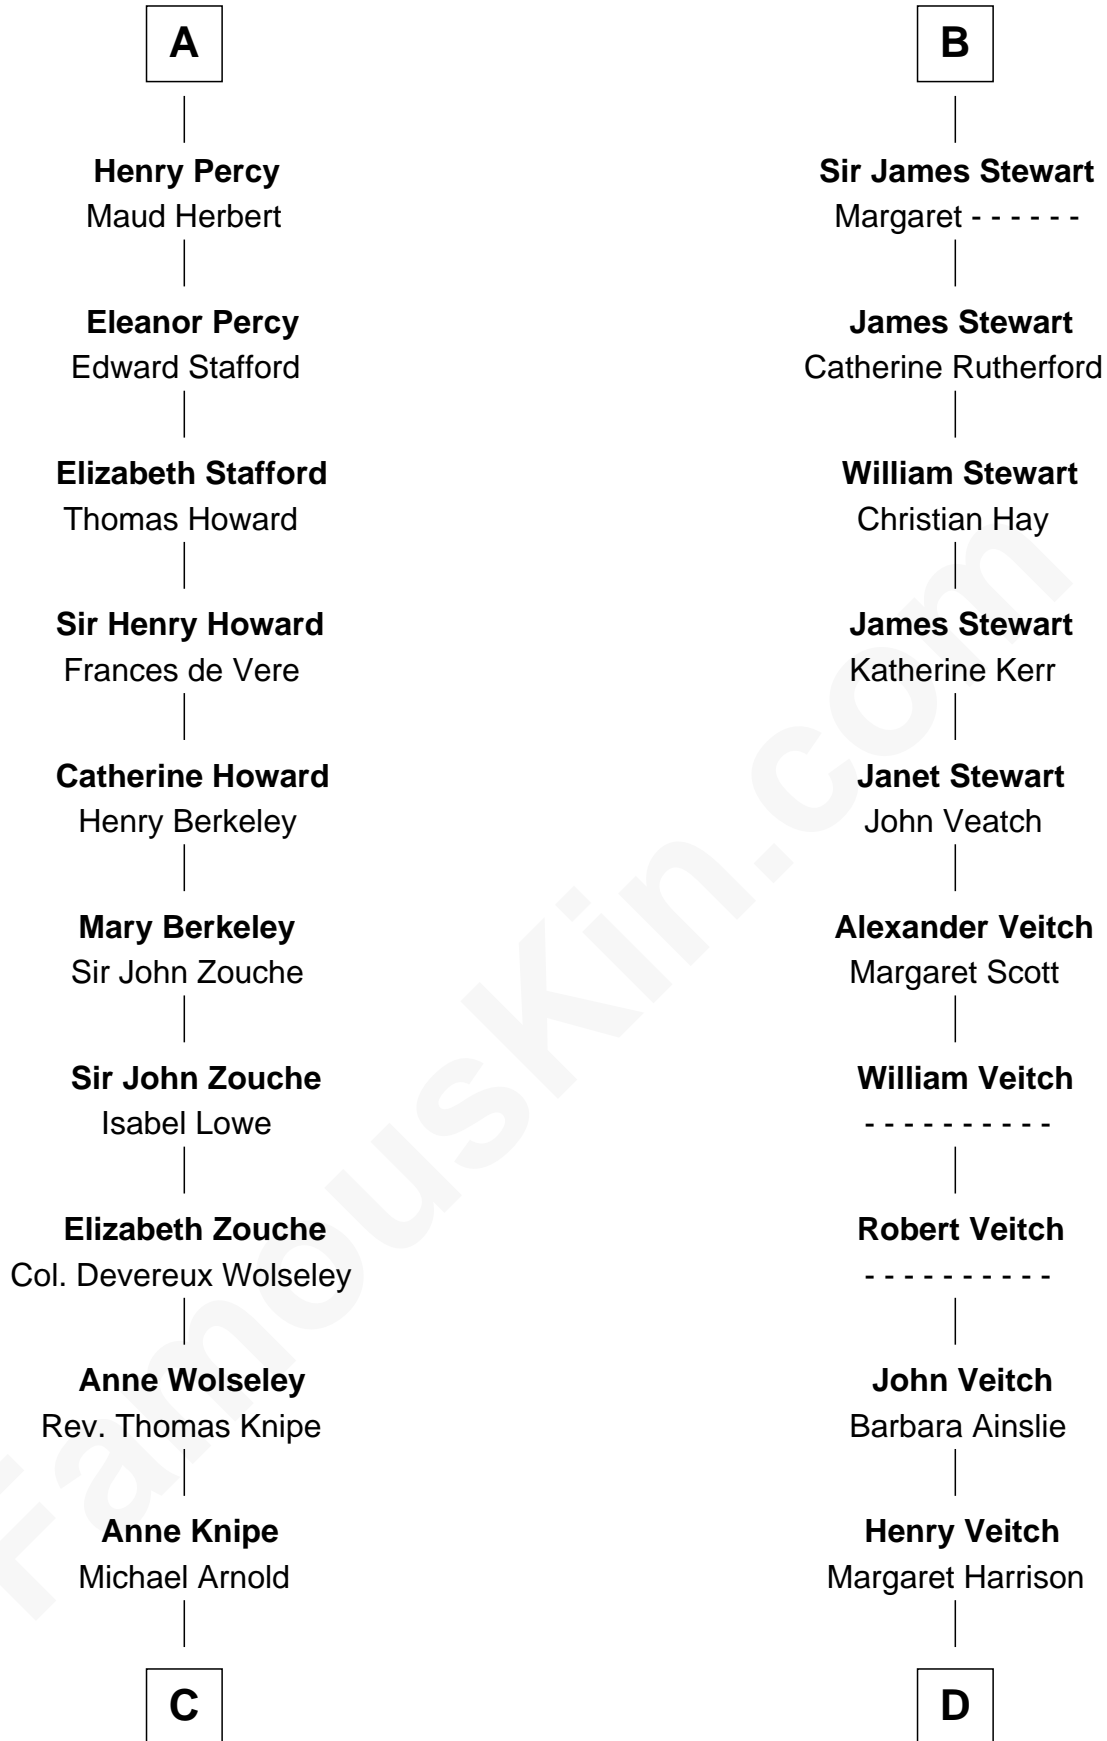 A
Henry Percy
Maud Herbert
Eleanor Percy
Edward Stafford
Elizabeth Stafford
Thomas Howard
Sir Henry Howard
Frances de Vere
Catherine Howard
Henry Berkeley
Mary Berkeley
Sir John Zouche
Sir John Zouche
Isabel Lowe
Elizabeth Zouche
Col. Devereux Wolseley
Anne Wolseley
Rev. Thomas Knipe
Anne Knipe
Michael Arnold
C
B
Sir James Stewart
Margaret - - - - - -
James Stewart
Catherine Rutherford
William Stewart
Christian Hay
James Stewart
Katherine Kerr
Janet Stewart
John Veatch
Alexander Veitch
Margaret Scott
William Veitch
- - - - - - - - - -
Robert Veitch
- - - - - - - - - -
John Veitch
Barbara Ainslie
Henry Veitch
Margaret Harrison
D
FamousKin.com